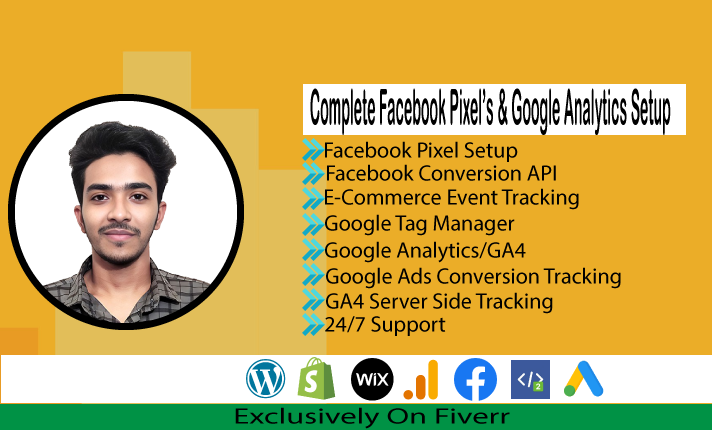 Complete Facebook Pixel's & Google Analytics Setup
Facebook Pixel Setup
Facebook Conversion API
E-Commerce Event Tracking
Google Tag Manager
Google Analytics/GA4
Google Ads Conversion Tracking
GA4 Server Side Tracking
24/7 Support
WiX
</> 2
Exclusively On Fiverr